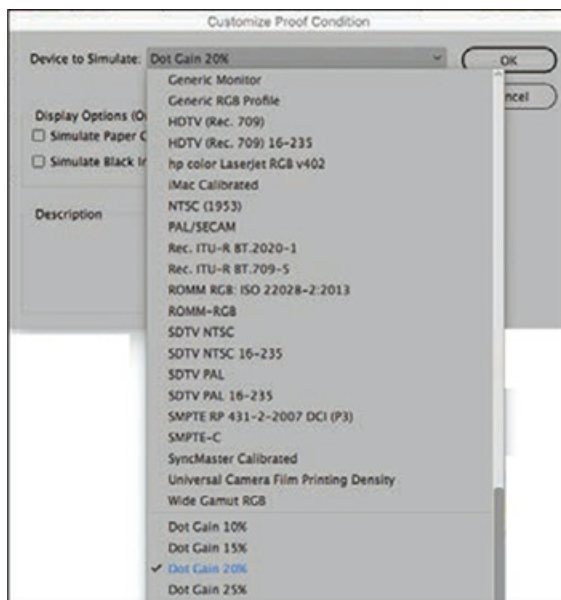 Customize Proof Condition
Device to Simulate: Dot Gain 20%
OK
Generic Monitor
Generic RGB Profile
ncel
Display Options (O
HDTV (Rec. 709)
Simulate Paper C
HDTV (Rec. 709) 16-235
Simulate Black In
hp color LaserJet RGB v402
iMac Calibrated
NTSC (1953)
Description
PAL/SECAM
Rec. ITU-R BT.2020-1
Rec. ITU-R BT.709-5
ROMM RGB: ISO 22028-2:2013
ROMM-RGB
SDTV NTSC
SDTV NTSC 16-235
SDTV PAL
SDTV PAL 16-235
SMPTE RP 431-2-2007 DCI (P3)
SMPTE-C
SyncMaster Calibrated
Universal Camera Film Printing Density
Wide Gamut RGB
Dot Gain 10%
Dot Gain 15%
Dot Gain 20%
Dot Gain 25%